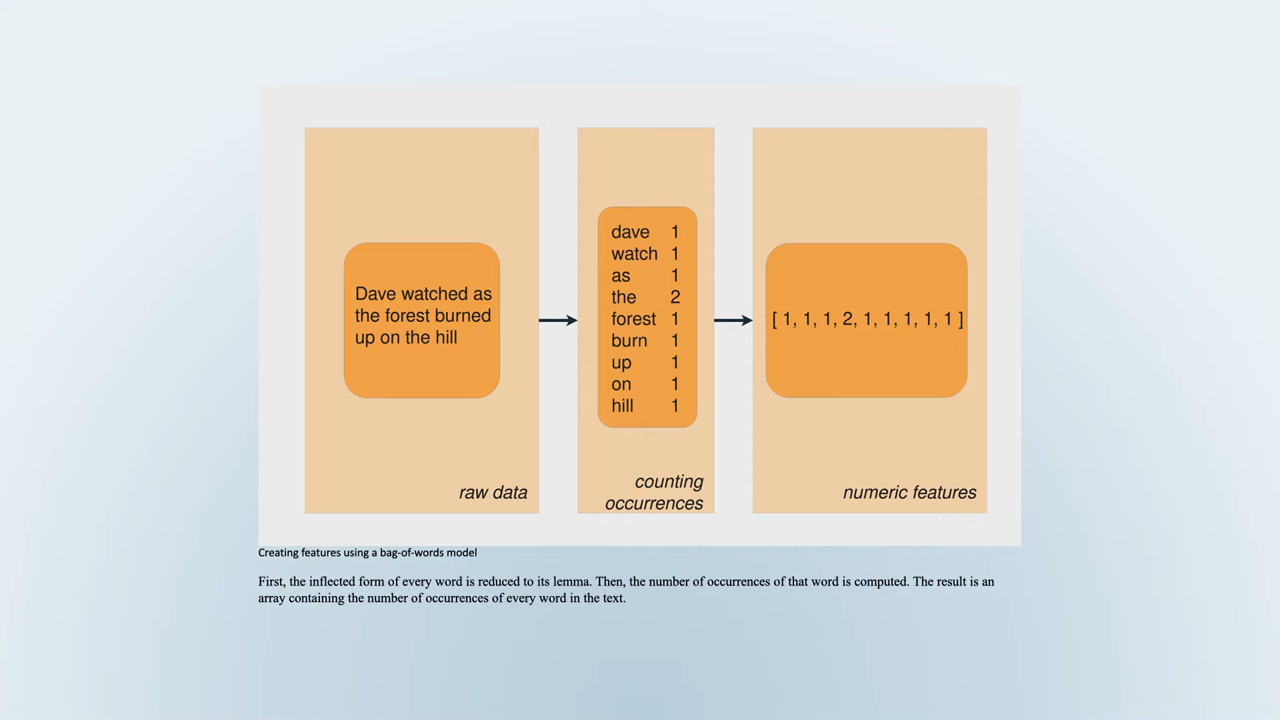 Dave watched as
the forest burned
up on the hill
raw data
dave 1
watch 1
as 1
the 2
forest 1
burn 1
up 1
on 1
hill 1
counting
occurrences
[ 1, 1, 1, 2, 1, 1, 1, 1, 1 ]
numeric features
Creating features using a bag-of-words model
First, the inflected form of every word is reduced to its lemma. Then, the number of occurrences of that word is computed. The result is an
array containing the number of occurrences of every word in the text.